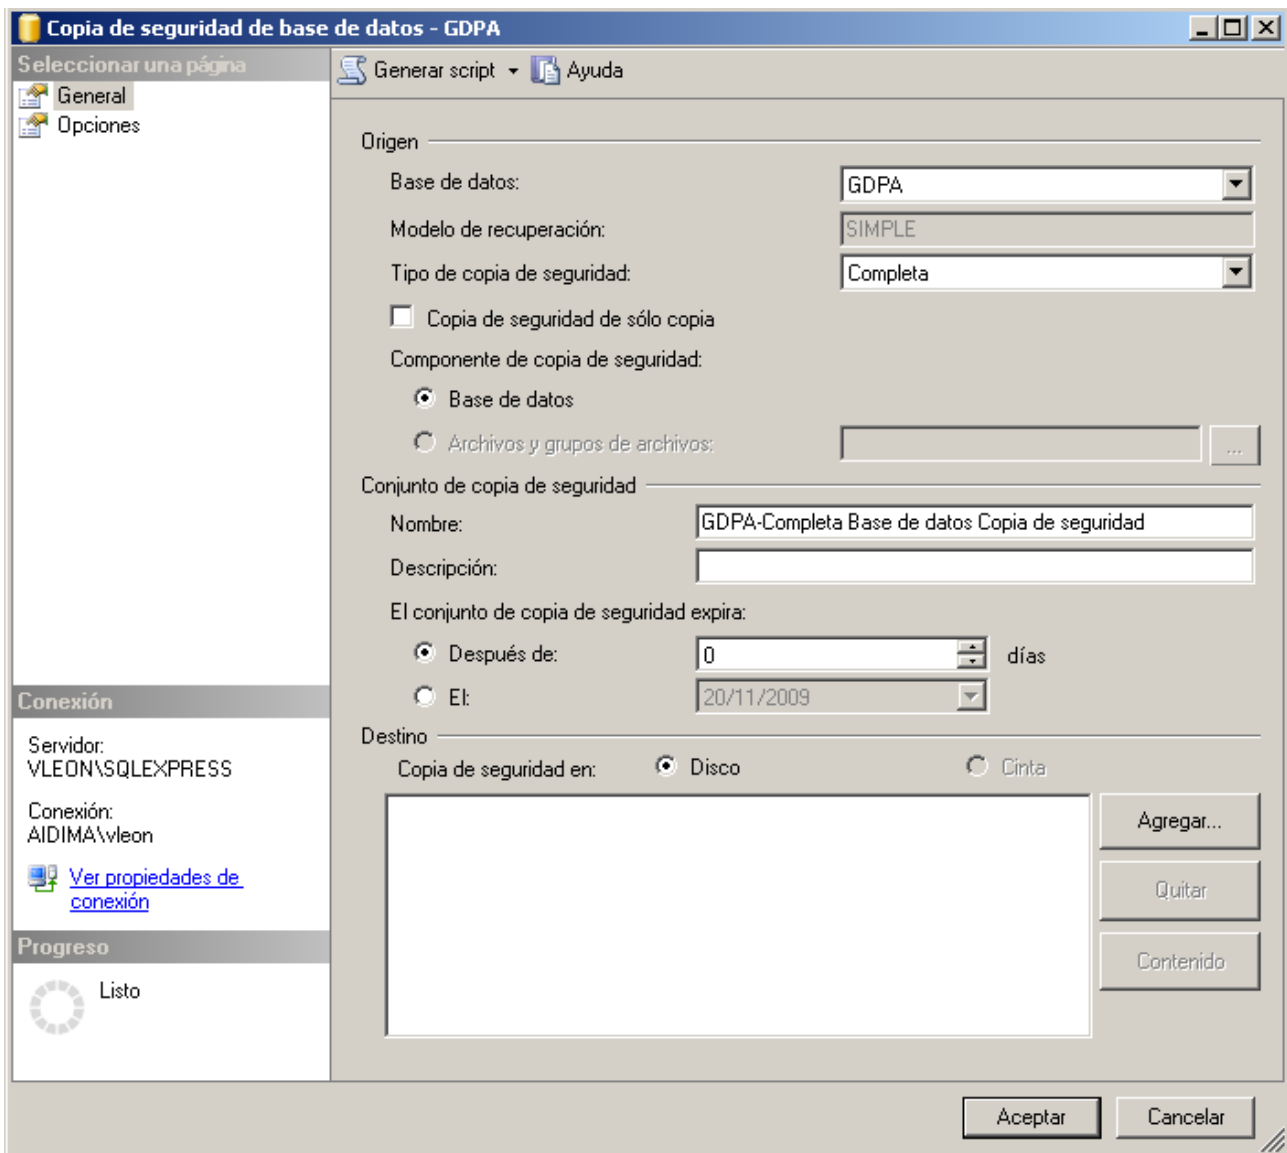 Copia de seguridad de base de datos - GDPA
Seleccionar una página
General
Opciones
Generar script
Ayuda
Origen
Base de datos:
GDPA
Modelo de recuperación:
SIMPLE
Tipo de copia de seguridad:
Completa
Copia de seguridad de sólo copia
Componente de copia de seguridad:
Base de datos
Archivos y grupos de archivos:
...
Conjunto de copia de seguridad
Nombre:
GDPA-Completa Base de datos Copia de seguridad
Descripción:
El conjunto de copia de seguridad expira:
Después de:
0
días
El:
20/11/2009
Destino
Copia de seguridad en:
Disco
Cinta
Agregar...
Quitar
Contenido
Conexión
Servidor:
VLEON\SQLEXPRESS
Conexión:
AIDIMA\vleon
Ver propiedades de
conexión
Progreso
Listo
Aceptar
Cancelar